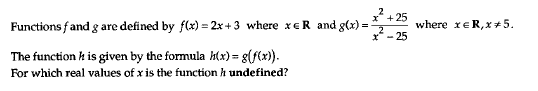 Functions f and g are defined by f(x) = 2x + 3 where x ∈ R and g(x) = (x² + 25)/(x² − 25) where x ∈ R, x ≠ 5.
The function h is given by the formula h(x) = g(f(x)).
For which real values of x is the function h undefined?